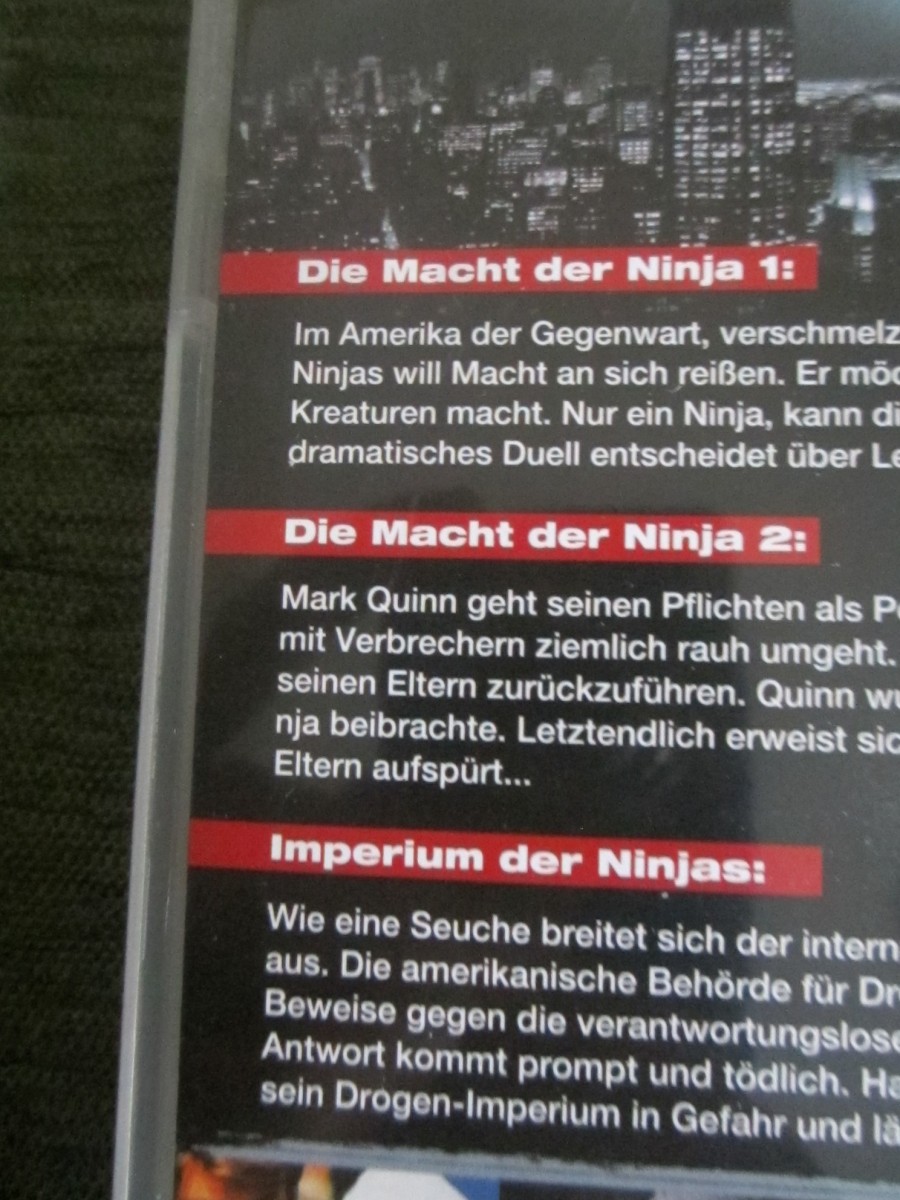 Die Macht der Ninja 1:
Im Amerika der Gegenwart, verschmelz
Ninjas will Macht an sich reißen. Er möc
Kreaturen macht. Nur ein Ninja, kann di
dramatisches Duell entscheidet über Le
Die Macht der Ninja 2:
Mark Quinn geht seinen Pflichten als Po
mit Verbrechern ziemlich rauh umgeht.
seinen Eltern zurückzuführen. Quinn wu
nja beibrachte. Letztendlich erweist sic
Eltern aufspürt...
Imperium der Ninjas:
Wie eine Seuche breitet sich der intern
aus. Die amerikanische Behörde für Dr
Beweise gegen die verantwortungslose
Antwort kommt prompt und tödlich. Ha
sein Drogen-Imperium in Gefahr und lä